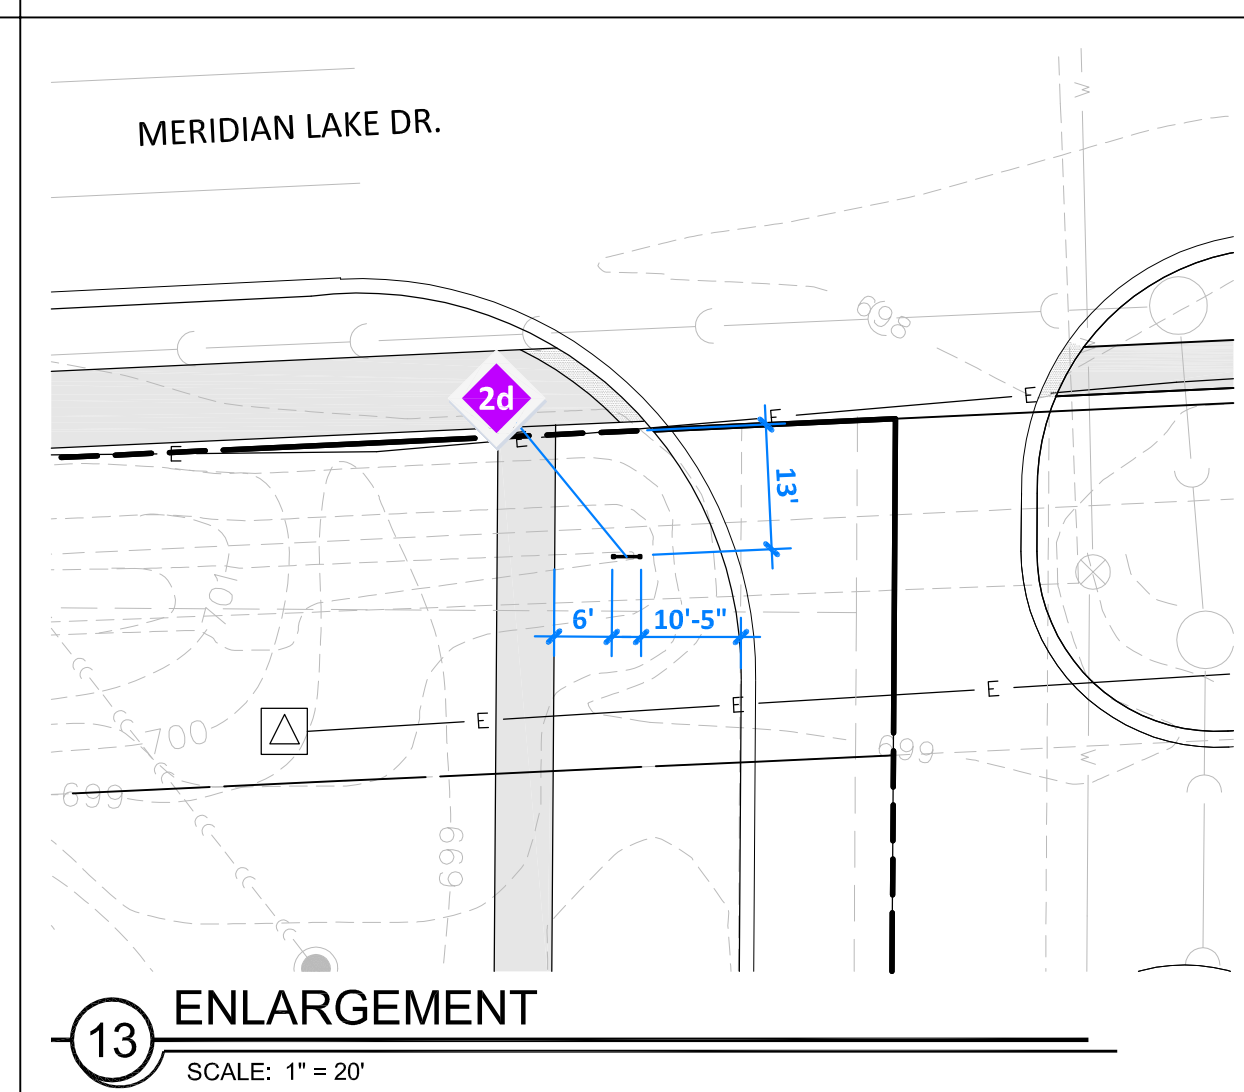 MERIDIAN LAKE DR.
W
698
E
2d
E
E
E
13'
701
6'
10'-5"
E
E
E
700
699
W
699
699
13
ENLARGEMENT
SCALE: 1" = 20'